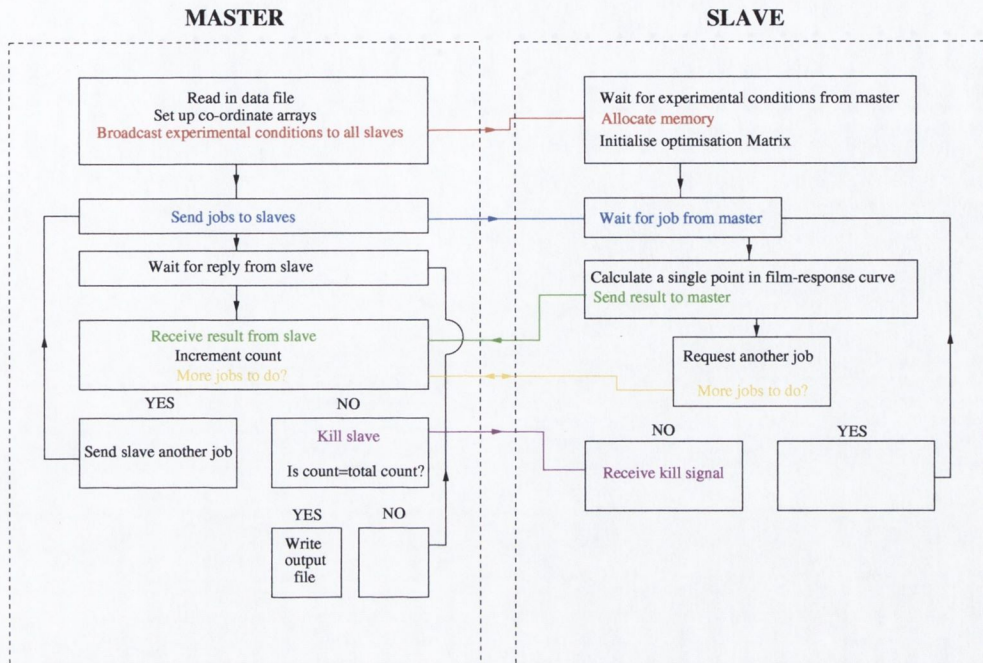 MASTER
Read in data file
Set up co-ordinate arrays
Broadcast experimental conditions to all slaves
Send jobs to slaves
Wait for reply from slave
Receive result from slave
Increment count
More jobs to do?
YES
NO
Send slave another job
Kill slave
Is count=total count?
YES
NO
Write
output
file
SLAVE
Wait for experimental conditions from master
Allocate memory
Initialise optimisation Matrix
Wait for job from master
Calculate a single point in film-response curve
Send result to master
Request another job
More jobs to do?
NO
YES
Receive kill signal